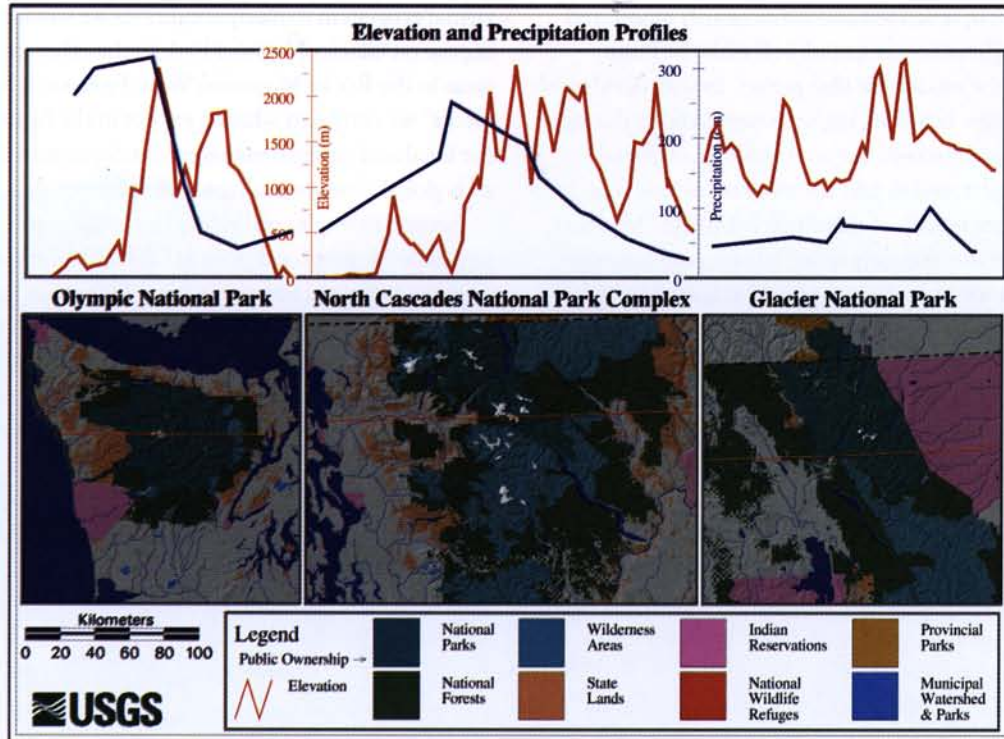 Elevation and Precipitation Profiles
2500
2000
1500
1000
500
0
Elevation (m)
300
200
100
0
Precipitation (cm)
Olympic National Park
North Cascades National Park Complex
Glacier National Park
Kilometers
0 20 40 60 80 100
USGS
Legend
Public Ownership →
Elevation
National Parks
Wilderness Areas
Indian Reservations
Provincial Parks
National Forests
State Lands
National Wildlife Refuges
Municipal Watershed & Parks